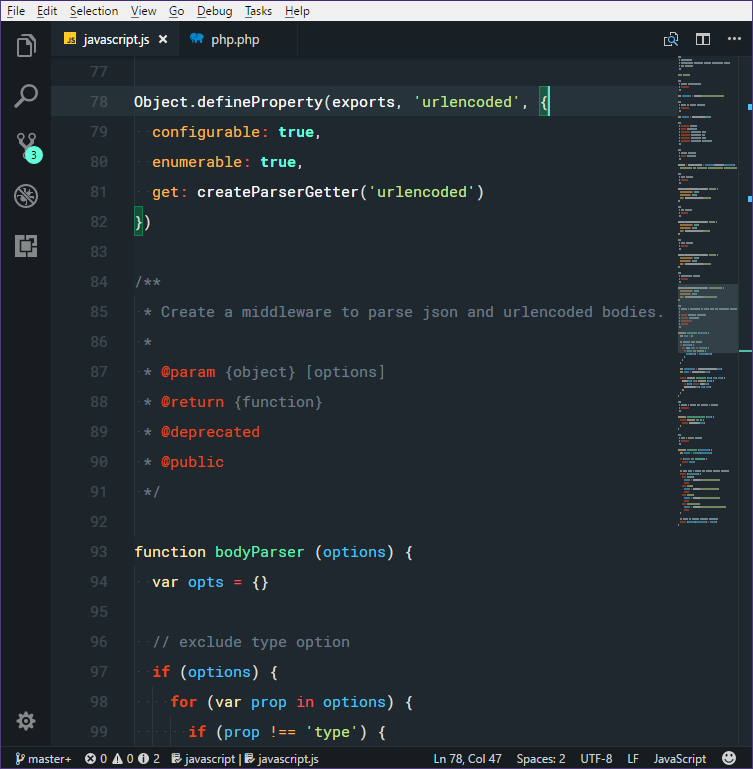 File Edit Selection View Go Debug Tasks Help
JS javascript.js × php.php
77
78 Object.defineProperty(exports, 'urlencoded', {
79 configurable: true,
80 enumerable: true,
81 get: createParserGetter('urlencoded')
82 })
83
84 /**
85 * Create a middleware to parse json and urlencoded bodies.
86 *
87 * @param {object} [options]
88 * @return {function}
89 * @deprecated
90 * @public
91 */
92
93 function bodyParser (options) {
94 var opts = {}
95
96 // exclude type option
97 if (options) {
98 for (var prop in options) {
99 if (prop !== 'type') {
3
master+ 0 0 2 javascript | javascript.js Ln 78, Col 47 Spaces: 2 UTF-8 LF JavaScript